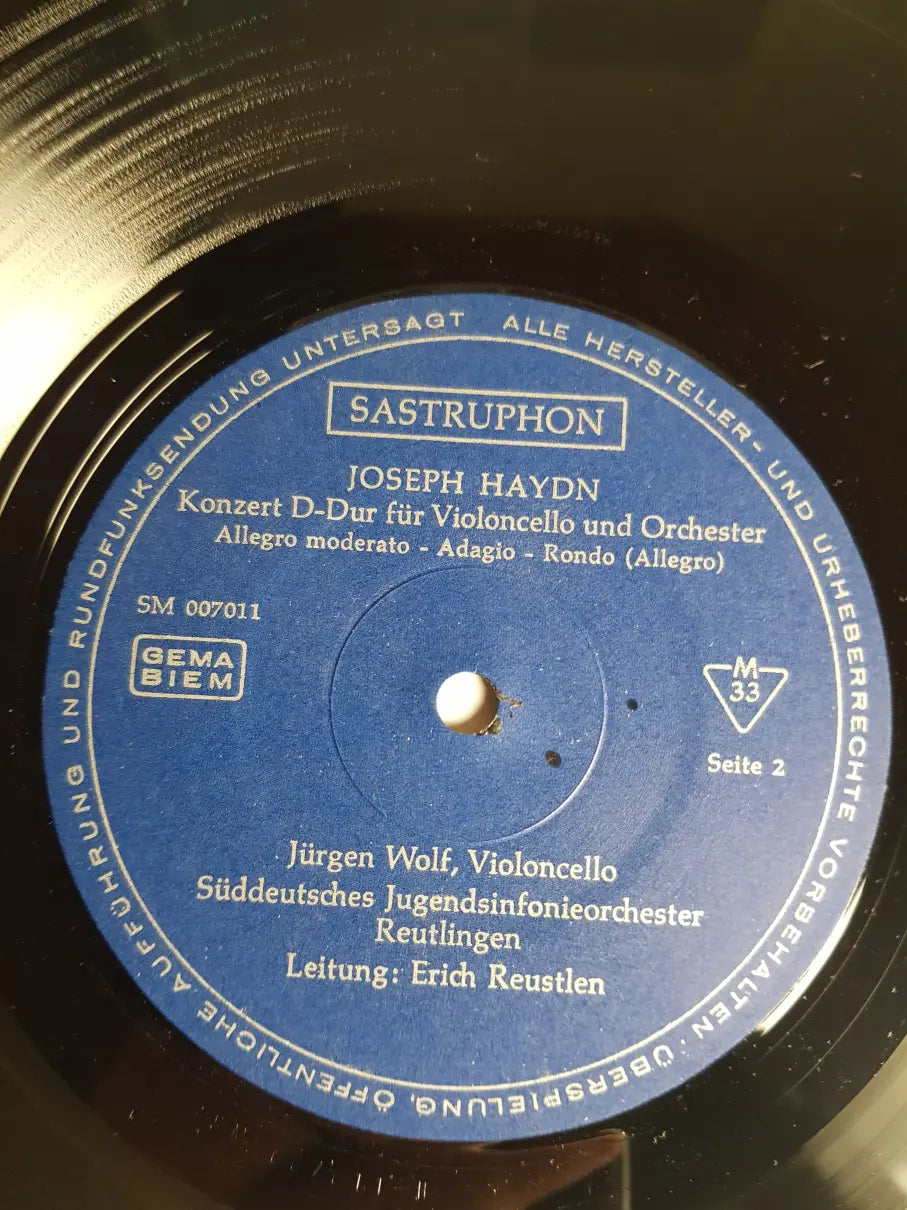 ALLE HERSTELLER- UND URHEBERRECHTE VORBEHALTEN · ÜBERSPIELUNG, ÖFFENTLICHE AUFFÜHRUNG UND RUNDFUNKSENDUNG UNTERSAGT
SASTRUPHON
JOSEPH HAYDN
Konzert D-Dur für Violoncello und Orchester
Allegro moderato - Adagio - Rondo (Allegro)
SM 007011
GEMA
BIEM
M
33
Seite 2
Jürgen Wolf, Violoncello
Süddeutsches Jugendsinfonieorchester
Reutlingen
Leitung: Erich Reustlen